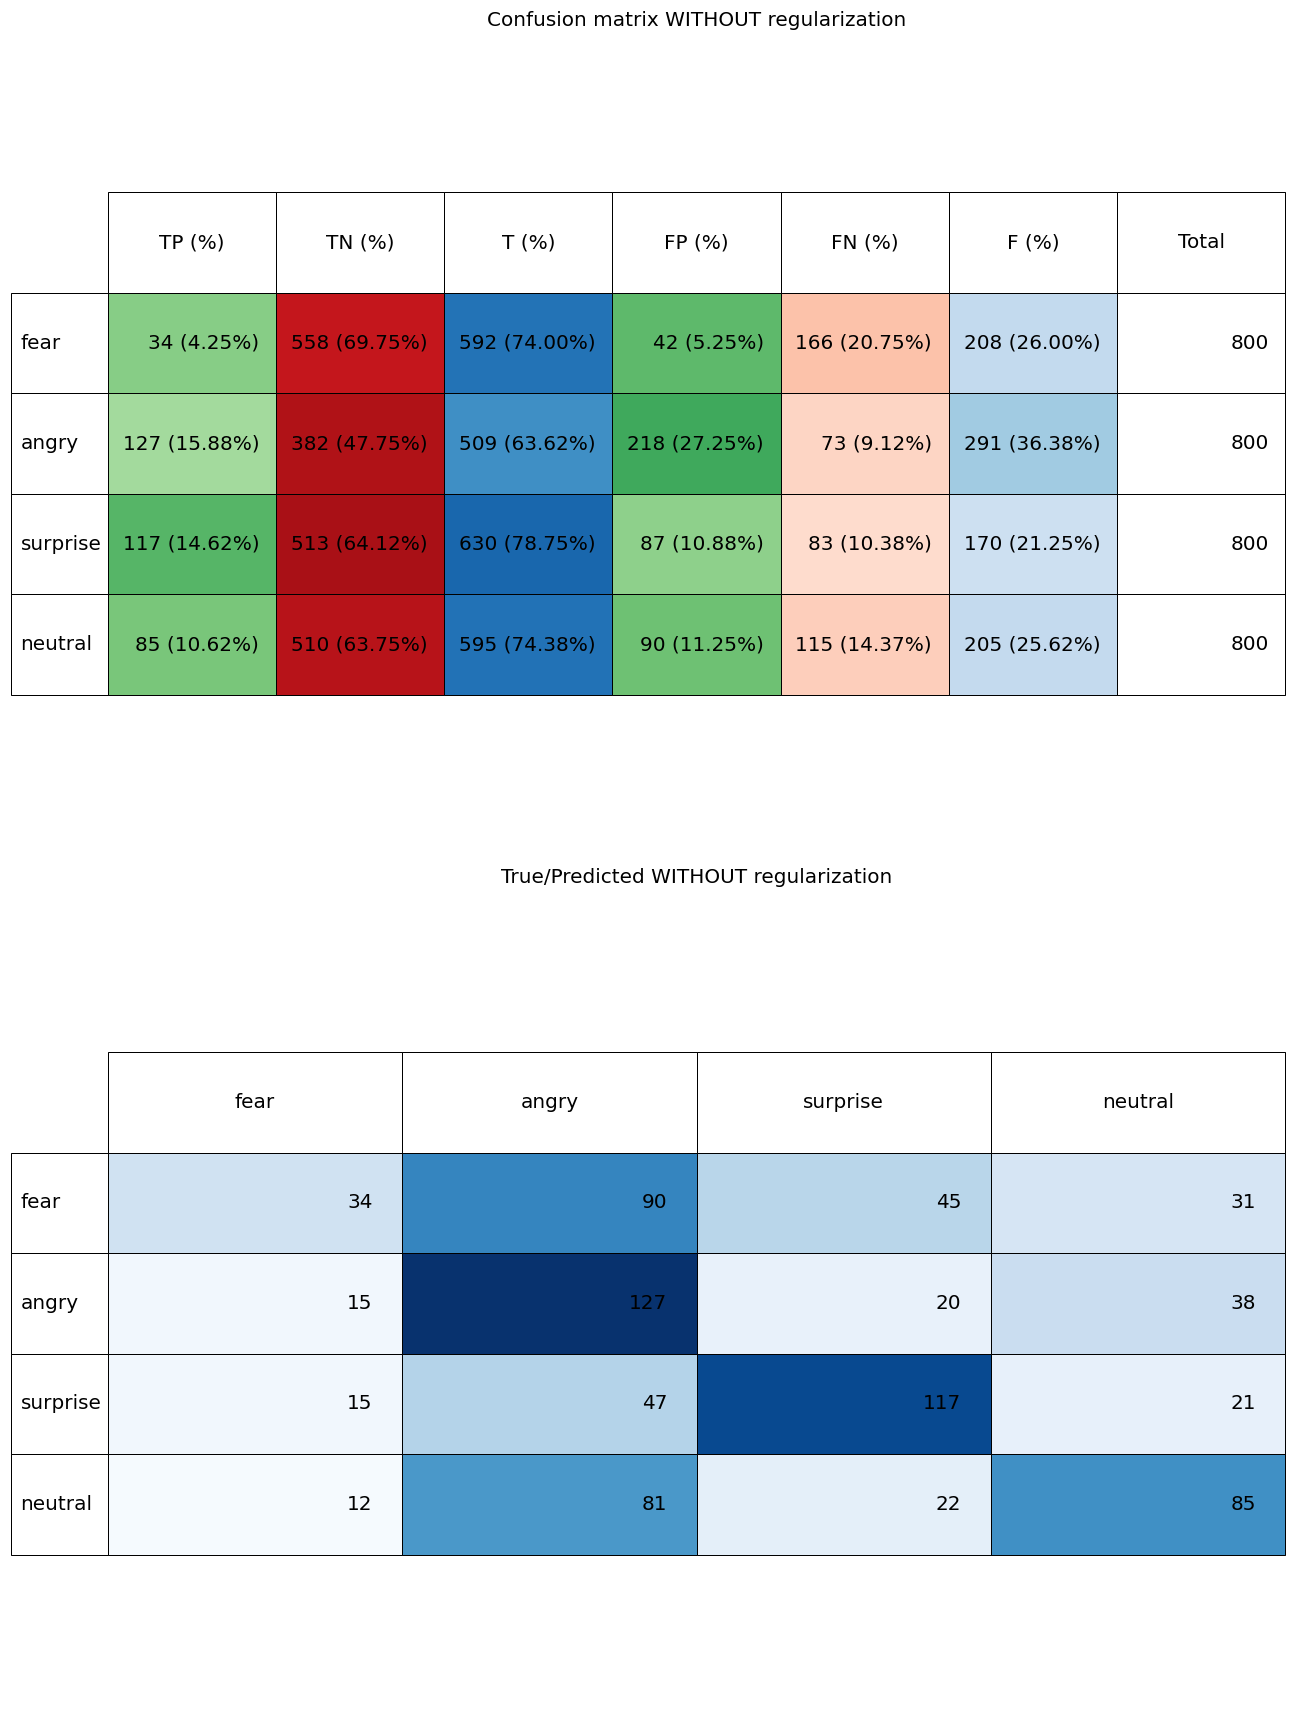 Confusion matrix WITHOUT regularization
TP (%) TN (%) T (%) FP (%) FN (%) F (%) Total
fear 34 (4.25%) 558 (69.75%) 592 (74.00%) 42 (5.25%) 166 (20.75%) 208 (26.00%) 800
angry 127 (15.88%) 382 (47.75%) 509 (63.62%) 218 (27.25%) 73 (9.12%) 291 (36.38%) 800
surprise 117 (14.62%) 513 (64.12%) 630 (78.75%) 87 (10.88%) 83 (10.38%) 170 (21.25%) 800
neutral 85 (10.62%) 510 (63.75%) 595 (74.38%) 90 (11.25%) 115 (14.37%) 205 (25.62%) 800
True/Predicted WITHOUT regularization
fear angry surprise neutral
fear 34 90 45 31
angry 15 127 20 38
surprise 15 47 117 21
neutral 12 81 22 85